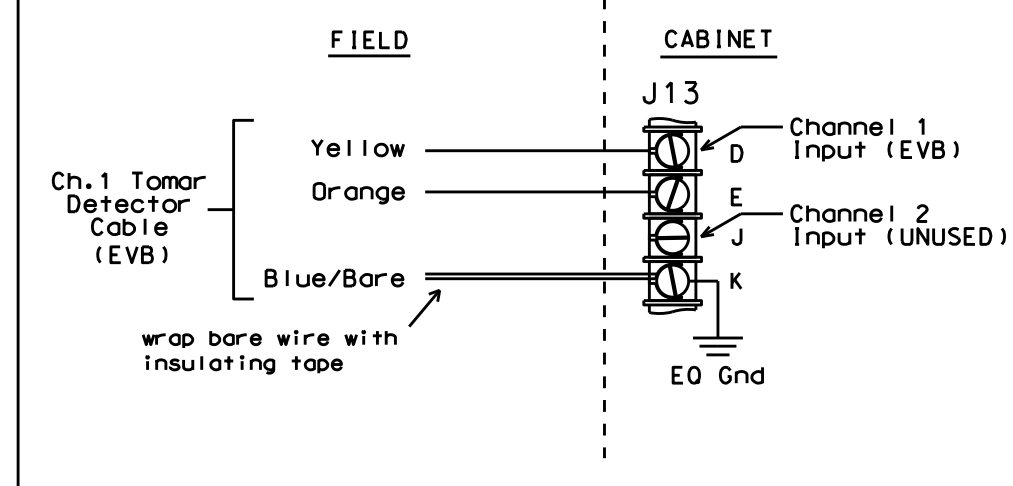 FIELD
CABINET
J13
Channel 1
Input (EVB)
Yellow
D
Ch.1 Tomar
Detector
Cable
(EVB)
Orange
E
Channel 2
Input (UNUSED)
J
Blue/Bare
K
wrap bare wire with
insulating tape
EQ Gnd